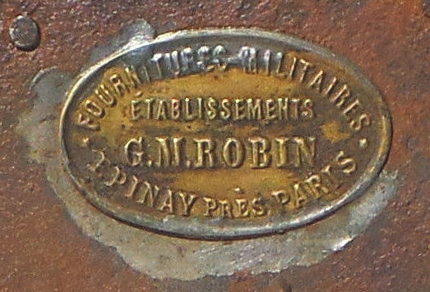 FOURNITURES MILITAIRES
ETABLISSEMENTS
G.M.ROBIN
EPINAY PRÈS PARIS